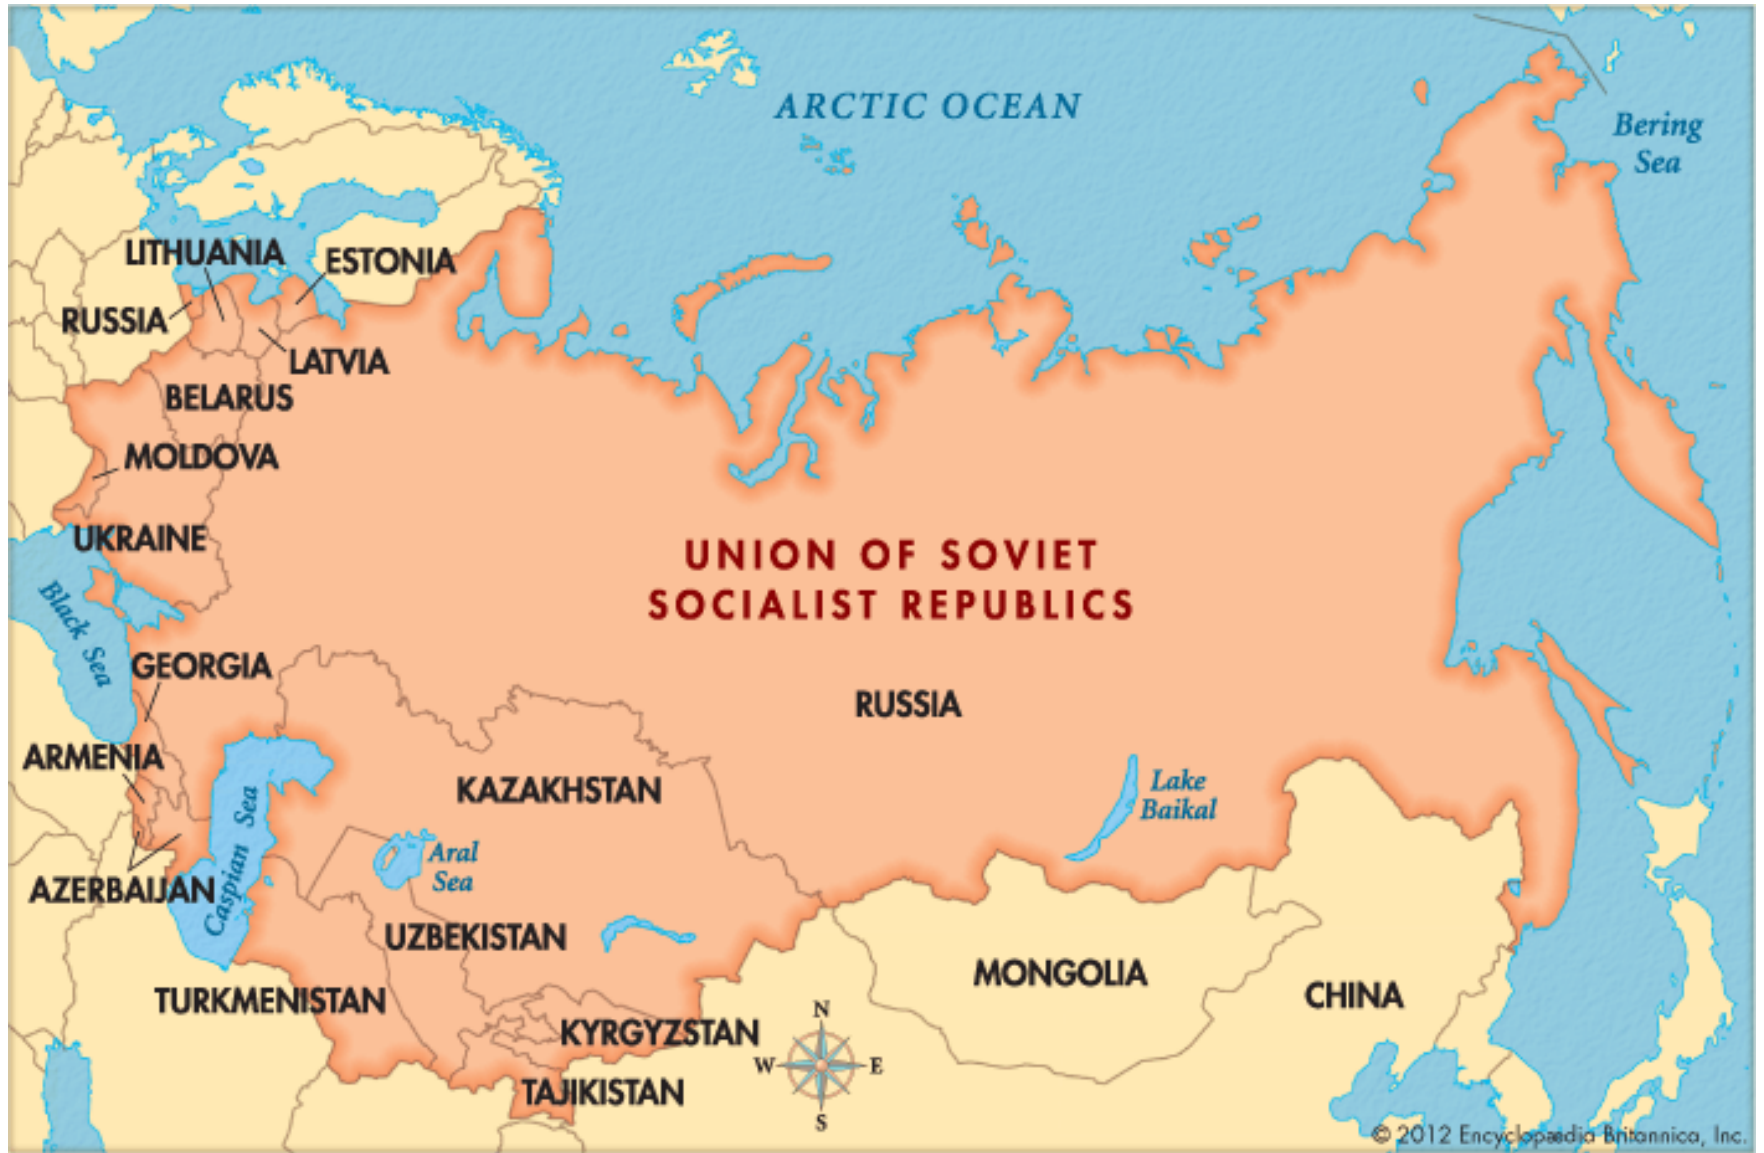 ARCTIC OCEAN
Bering
Sea
LITHUANIA
ESTONIA
RUSSIA
LATVIA
BELARUS
MOLDOVA
UKRAINE
UNION OF SOVIET
SOCIALIST REPUBLICS
Black Sea
GEORGIA
RUSSIA
ARMENIA
KAZAKHSTAN
Lake
Baikal
Caspian Sea
Aral
Sea
AZERBAIJAN
UZBEKISTAN
MONGOLIA
CHINA
TURKMENISTAN
KYRGYZSTAN
TAJIKISTAN
N
W
E
S
© 2012 Encyclopædia Britannica, Inc.